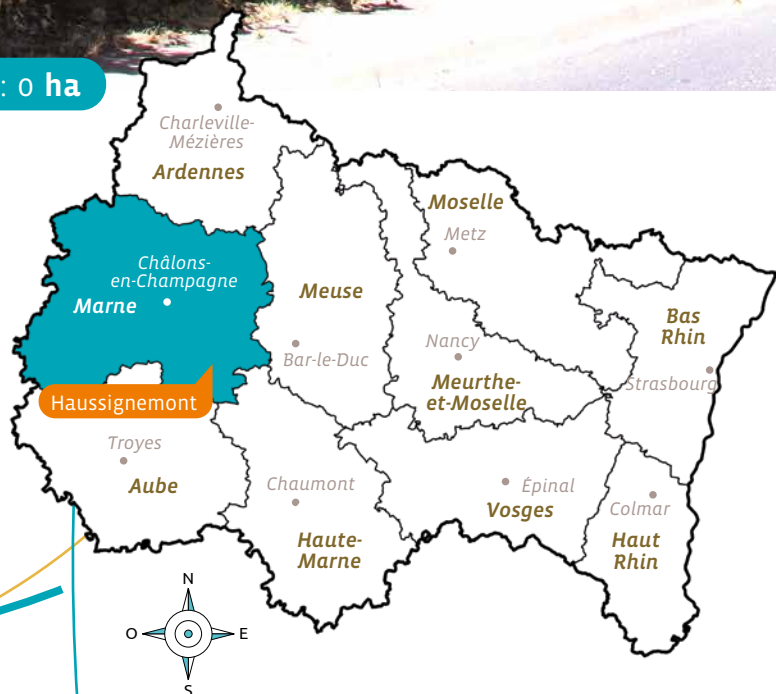 : 0 ha
Charleville-
Mézières
Ardennes
Moselle
Metz
Châlons-
en-Champagne
Marne
Meuse
Bas
Rhin
Nancy
Bar-le-Duc
Meurthe-
et-Moselle
Strasbourg
Haussignemont
Troyes
Aube
Chaumont
Épinal
Vosges
Colmar
Haute-
Marne
Haut
Rhin
N
O
E
S